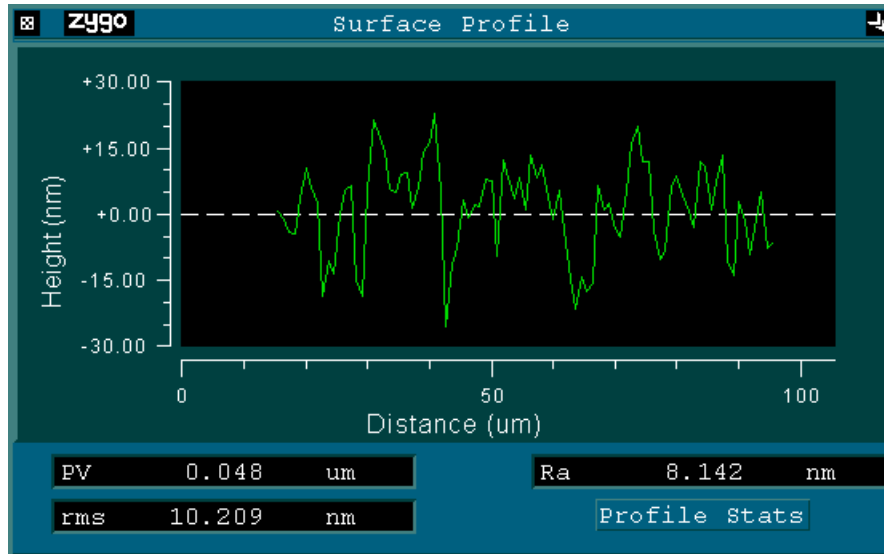 zygo Surface Profile
+30.00
+15.00
+0.00
-15.00
-30.00
Height (nm)
0 50 100
Distance (um)
PV 0.048 um
Ra 8.142 nm
rms 10.209 nm
Profile Stats